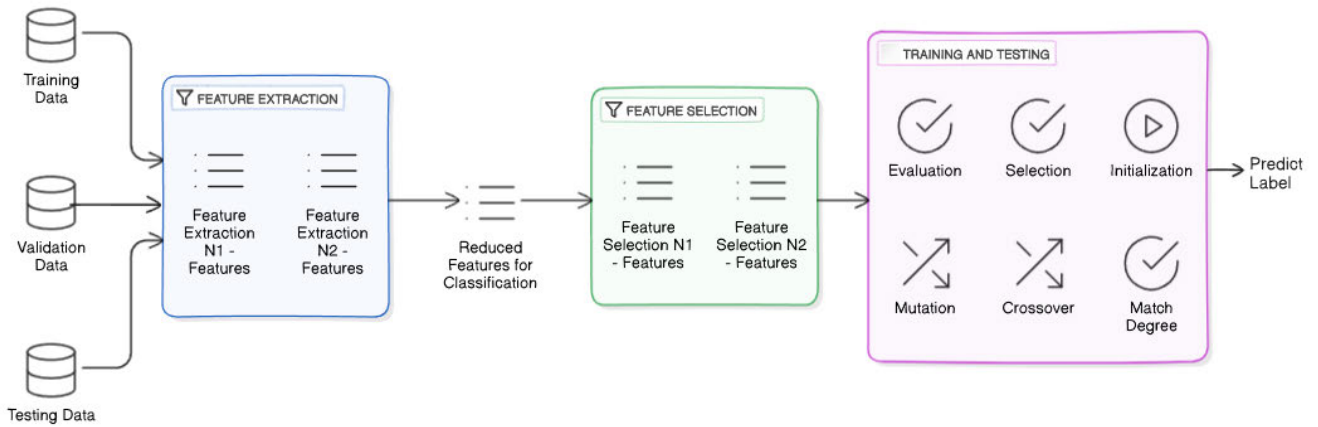 Training
Data
Validation
Data
Testing Data
FEATURE EXTRACTION
Feature
Extraction
N1 -
Features
Feature
Extraction
N2 -
Features
Reduced
Features for
Classification
FEATURE SELECTION
Feature
Selection N1
- Features
Feature
Selection N2
- Features
TRAINING AND TESTING
Evaluation
Selection
Initialization
Mutation
Crossover
Match
Degree
Predict
Label